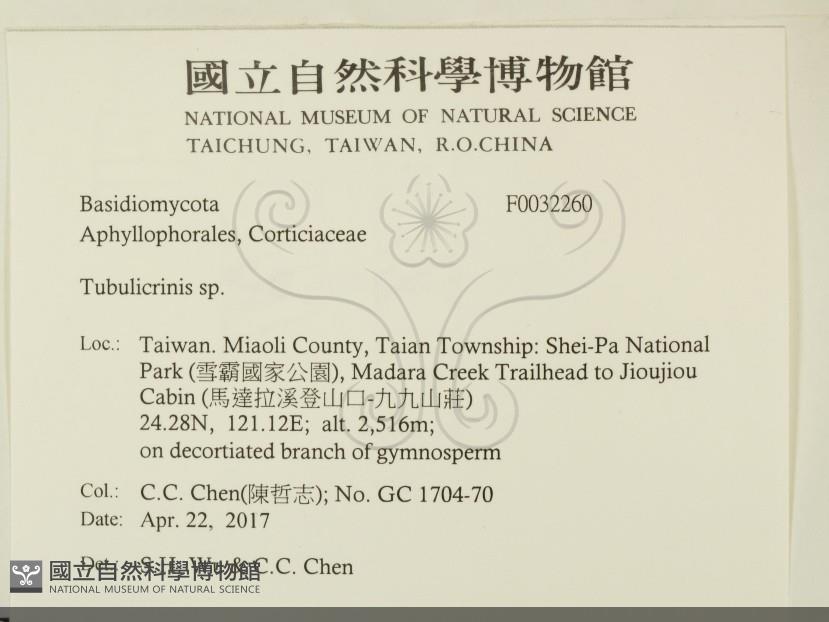 國立自然科學博物館
NATIONAL MUSEUM OF NATURAL SCIENCE
TAICHUNG, TAIWAN, R.O.CHINA
Basidiomycota F0032260
Aphyllophorales, Corticiaceae
Tubulicrinis sp.
Loc.: Taiwan. Miaoli County, Taian Township: Shei-Pa National
Park (雪霸國家公園), Madara Creek Trailhead to Jioujiou
Cabin (馬達拉溪登山口-九九山莊)
24.28N, 121.12E; alt. 2,516m;
on decortiated branch of gymnosperm
Col.: C.C. Chen(陳哲志); No. GC 1704-70
Date: Apr. 22, 2017
Det.: S.H. Wu & C.C. Chen
國立自然科學博物館
NATIONAL MUSEUM OF NATURAL SCIENCE